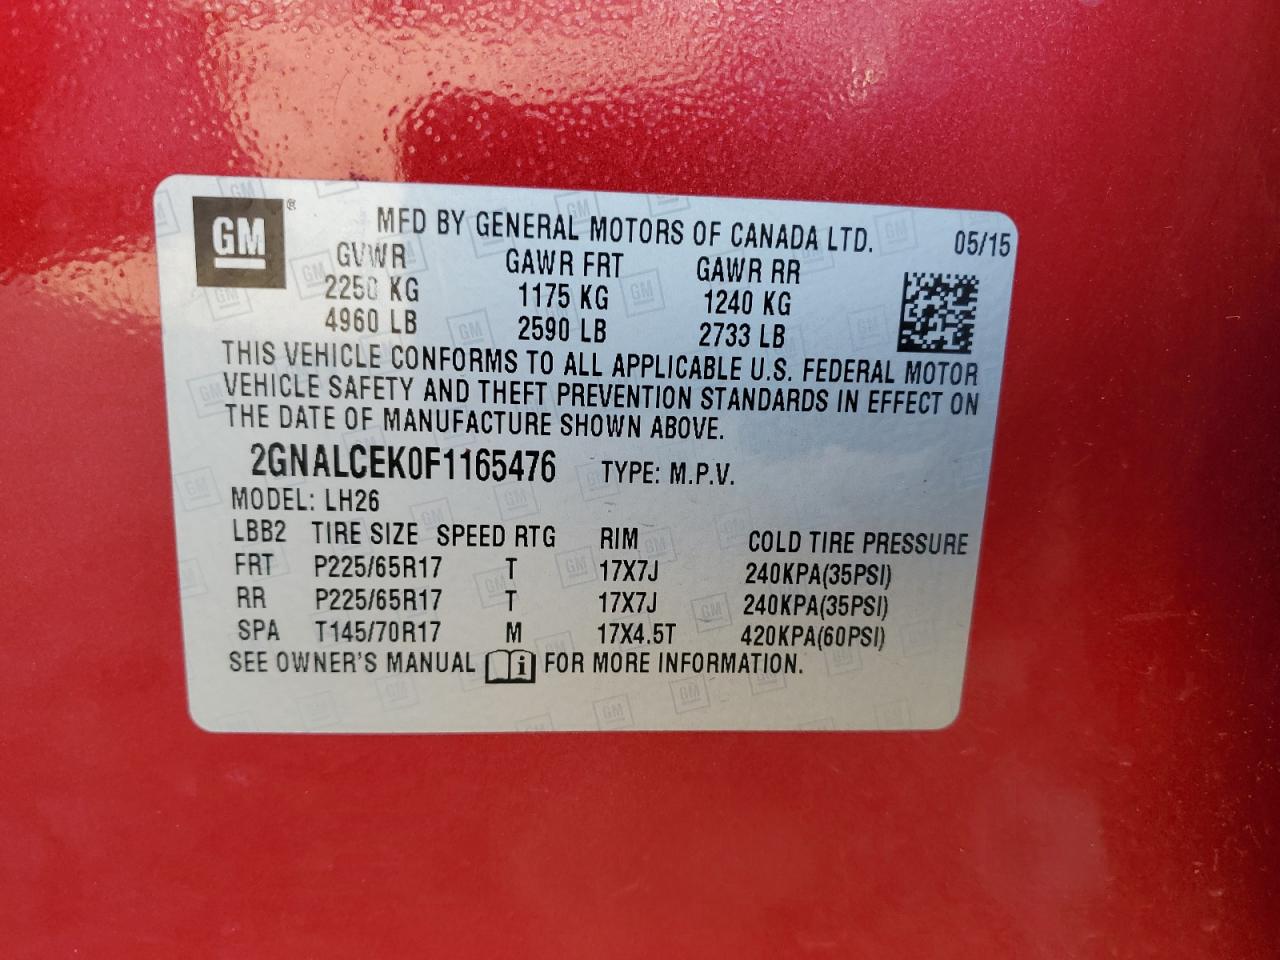 GM ® MFD BY GENERAL MOTORS OF CANADA LTD. 05/15
GVWR GAWR FRT GAWR RR
2250 KG 1175 KG 1240 KG
4960 LB 2590 LB 2733 LB
THIS VEHICLE CONFORMS TO ALL APPLICABLE U.S. FEDERAL MOTOR
VEHICLE SAFETY AND THEFT PREVENTION STANDARDS IN EFFECT ON
THE DATE OF MANUFACTURE SHOWN ABOVE.
2GNALCEK0F1165476 TYPE: M.P.V.
MODEL: LH26
LBB2 TIRE SIZE SPEED RTG RIM COLD TIRE PRESSURE
FRT P225/65R17 T 17X7J 240KPA(35PSI)
RR P225/65R17 T 17X7J 240KPA(35PSI)
SPA T145/70R17 M 17X4.5T 420KPA(60PSI)
SEE OWNER'S MANUAL i FOR MORE INFORMATION.